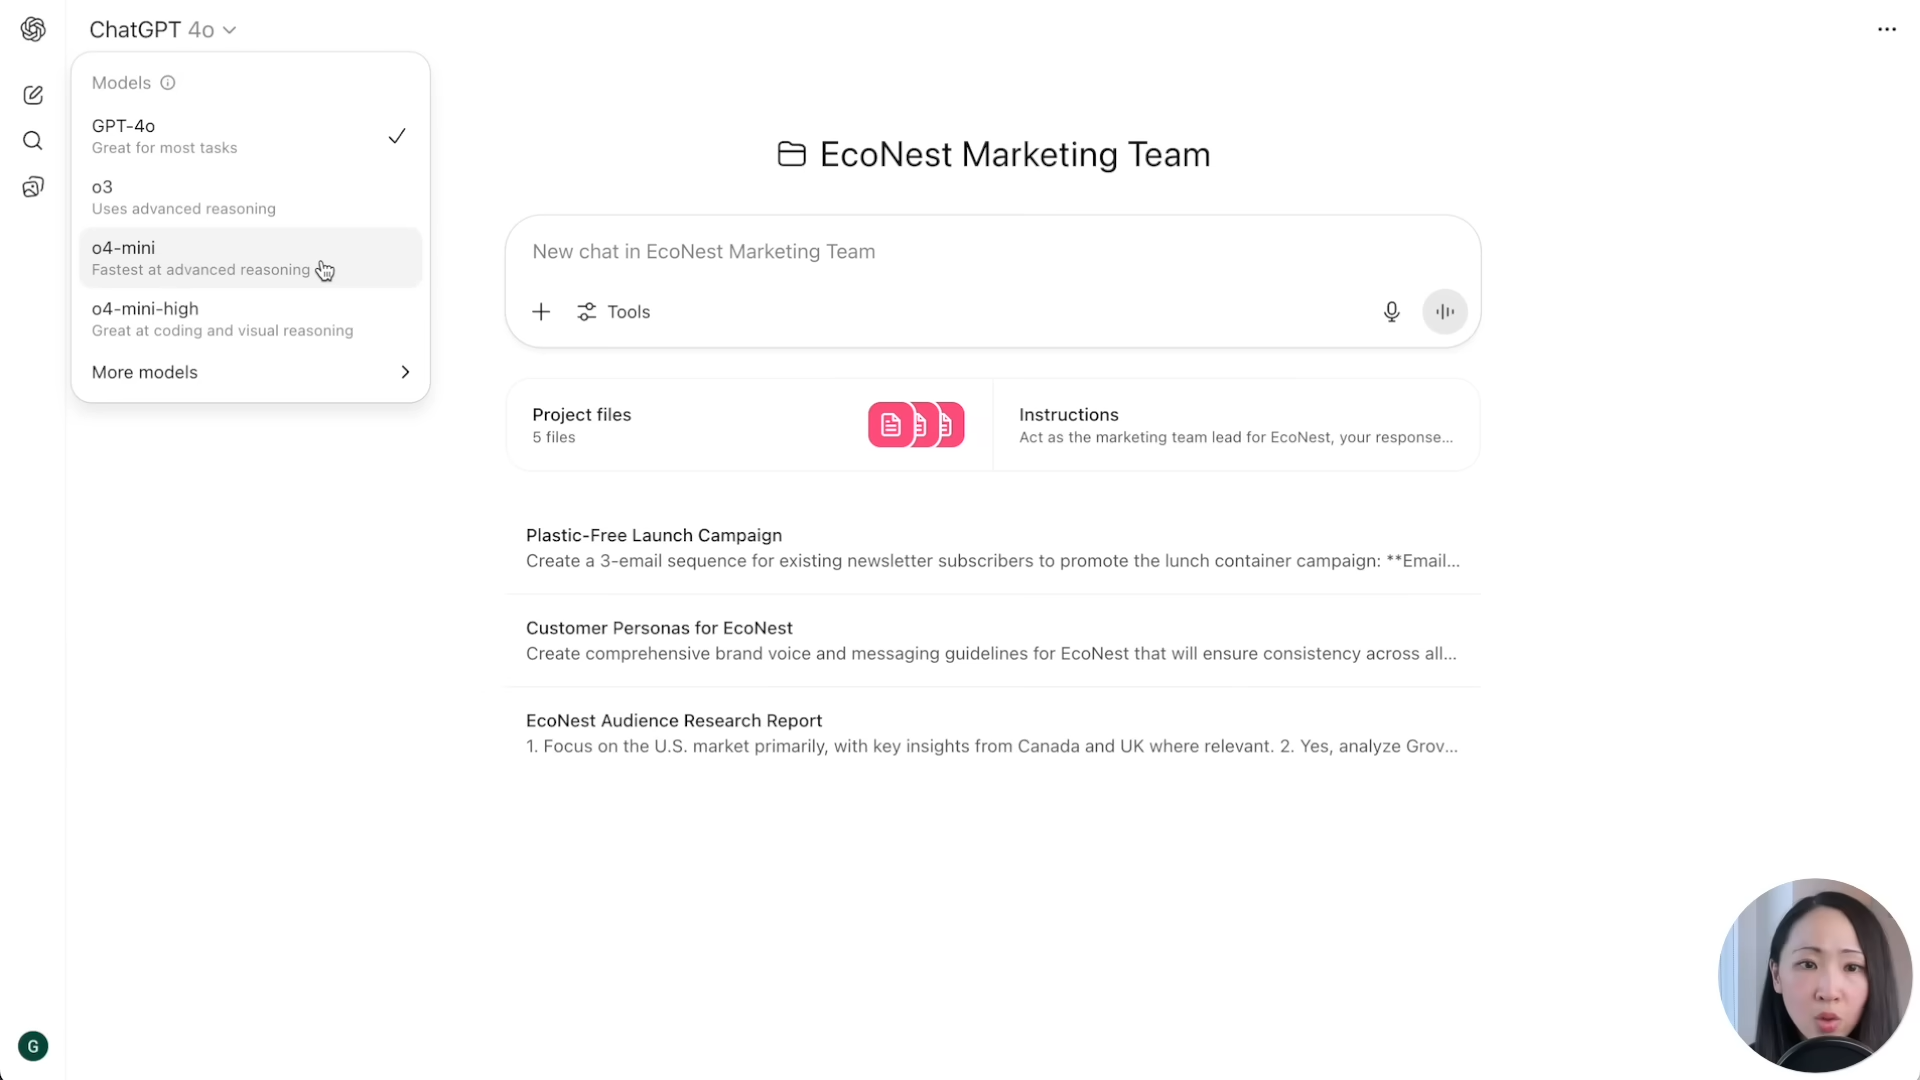 ChatGPT 4o
Models
GPT-4o
Great for most tasks
o3
Uses advanced reasoning
o4-mini
Fastest at advanced reasoning
o4-mini-high
Great at coding and visual reasoning
More models
EcoNest Marketing Team
New chat in EcoNest Marketing Team
Tools
Project files
5 files
Instructions
Act as the marketing team lead for EcoNest, your response...
Plastic-Free Launch Campaign
Create a 3-email sequence for existing newsletter subscribers to promote the lunch container campaign: **Email...
Customer Personas for EcoNest
Create comprehensive brand voice and messaging guidelines for EcoNest that will ensure consistency across all...
EcoNest Audience Research Report
1. Focus on the U.S. market primarily, with key insights from Canada and UK where relevant. 2. Yes, analyze Grov...
G